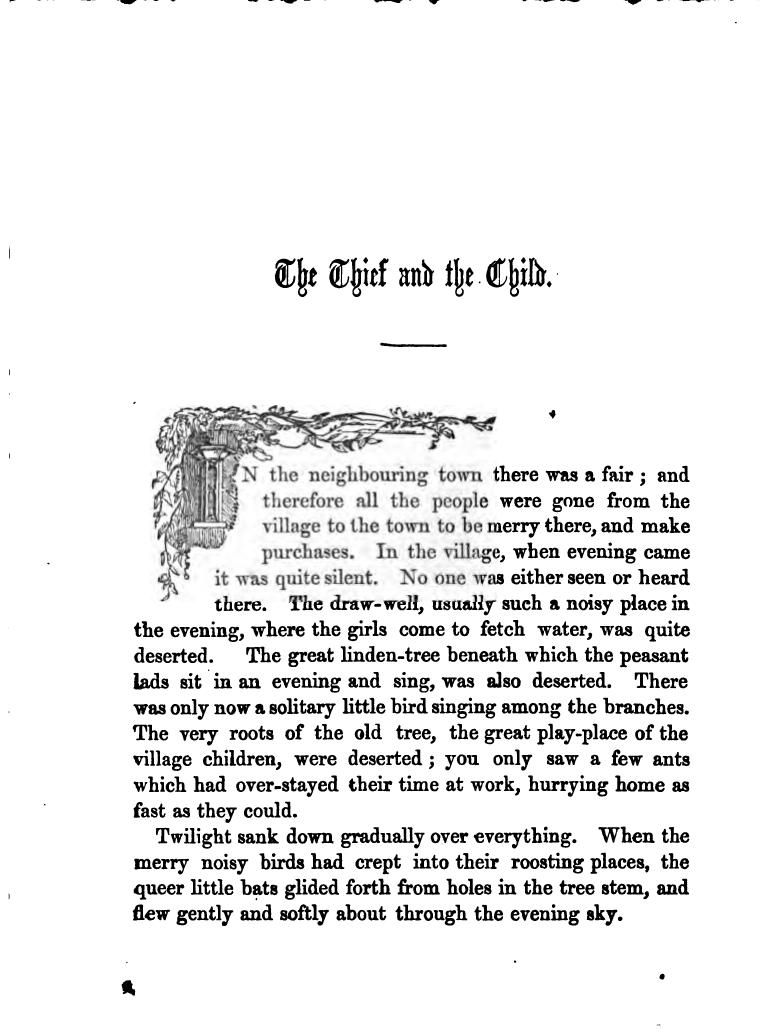 The Thief and the Child.
IN the neighbouring town there was a fair; and
therefore all the people were gone from the
village to the town to be merry there, and make
purchases. In the village, when evening came
it was quite silent. No one was either seen or heard
there. The draw-well, usually such a noisy place in
the evening, where the girls come to fetch water, was quite
deserted. The great linden-tree beneath which the peasant
lads sit in an evening and sing, was also deserted. There
was only now a solitary little bird singing among the branches.
The very roots of the old tree, the great play-place of the
village children, were deserted; you only saw a few ants
which had over-stayed their time at work, hurrying home as
fast as they could.
Twilight sank down gradually over everything. When the
merry noisy birds had crept into their roosting places, the
queer little bats glided forth from holes in the tree stem, and
flew gently and softly about through the evening sky.